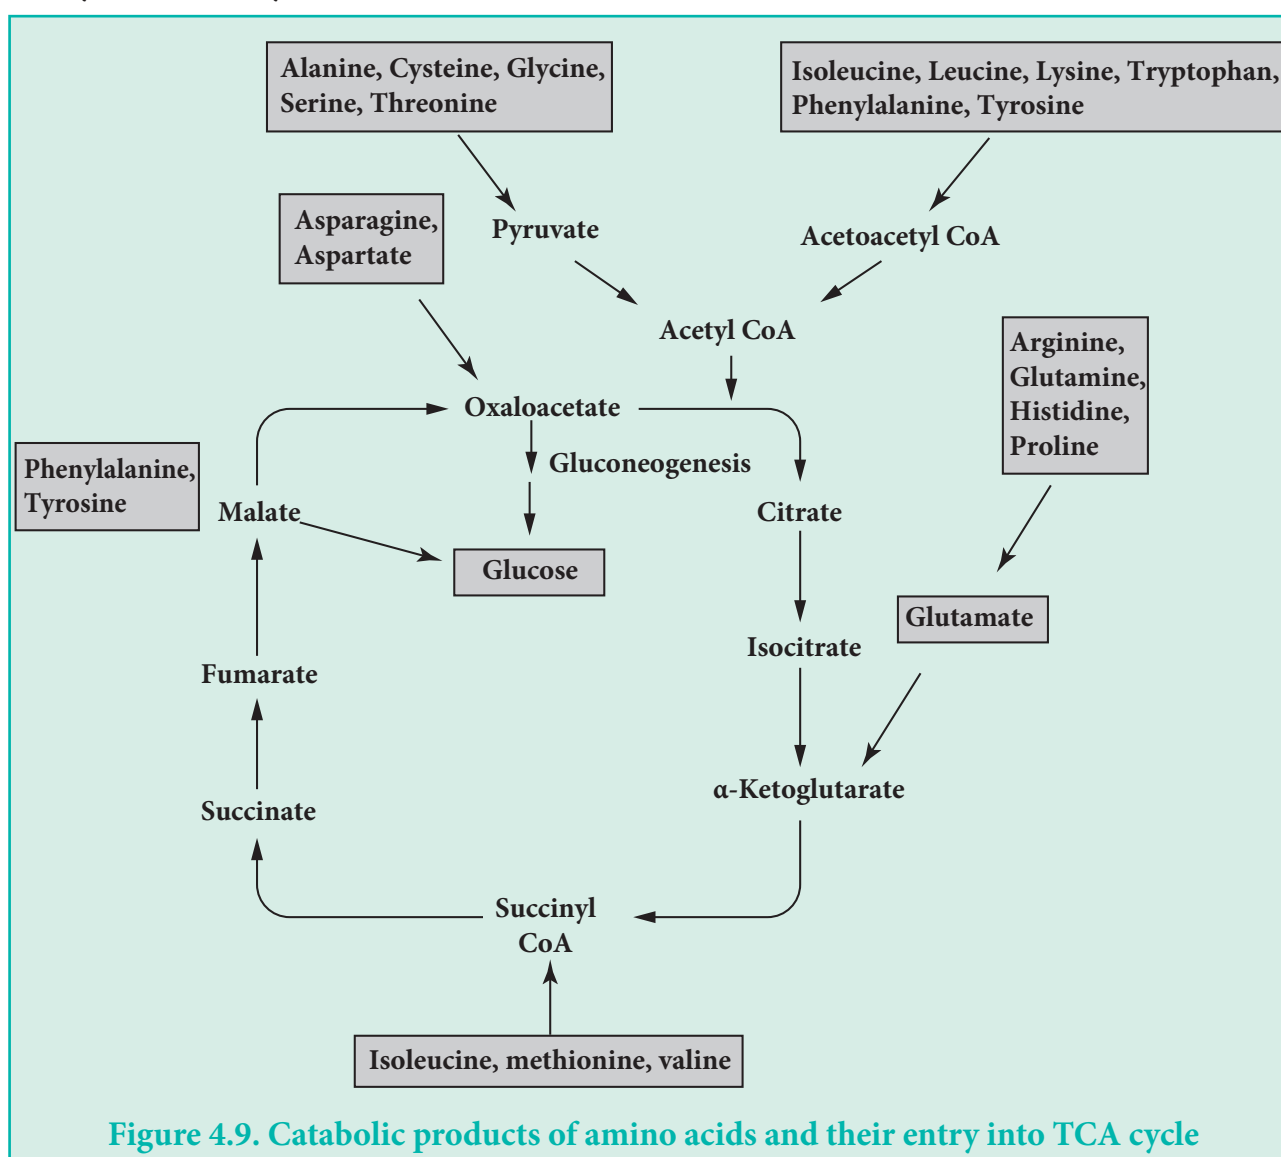 Alanine, Cysteine, Glycine,
Serine, Threonine
Isoleucine, Leucine, Lysine, Tryptophan,
Phenylalanine, Tyrosine
Asparagine,
Aspartate
Pyruvate
Acetoacetyl CoA
Acetyl CoA
Arginine,
Glutamine,
Histidine,
Proline
Oxaloacetate
Gluconeogenesis
Phenylalanine,
Tyrosine
Malate
Citrate
Glucose
Glutamate
Isocitrate
Fumarate
α-Ketoglutarate
Succinate
Succinyl
CoA
Isoleucine, methionine, valine
Figure 4.9. Catabolic products of amino acids and their entry into TCA cycle